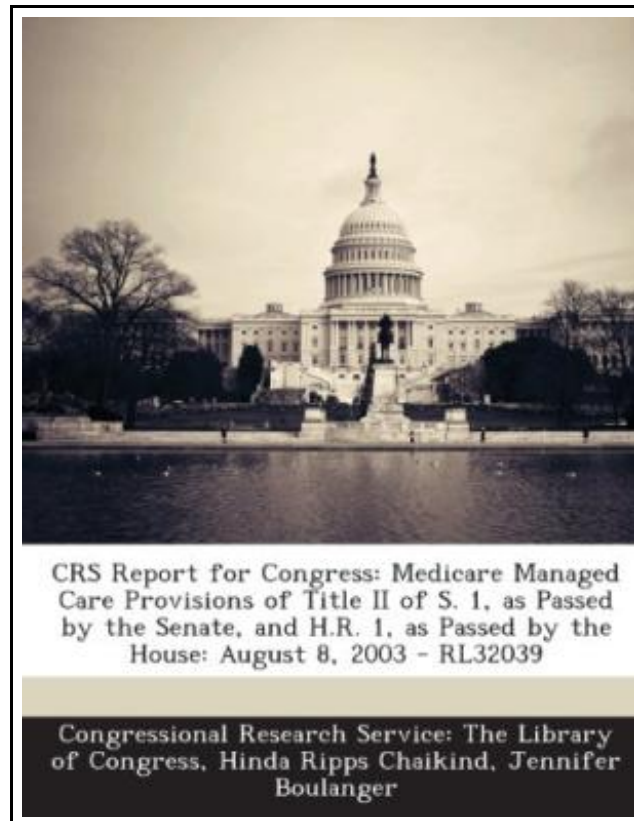 CRS Report for Congress: Medicare Managed
Care Provisions of Title II of S. 1, as Passed
by the Senate, and H.R. 1, as Passed by the
House: August 8, 2003 - RL32039
Congressional Research Service: The Library
of Congress, Hinda Ripps Chaikind, Jennifer
Boulanger